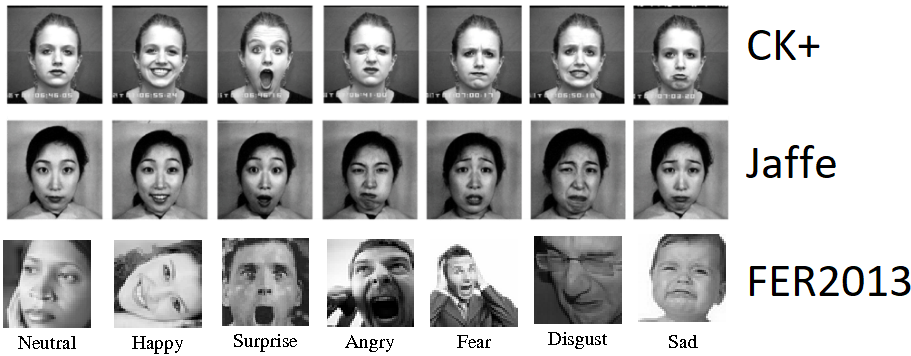 CK+
Jaffe
FER2013
Neutral Happy Surprise Angry Fear Disgust Sad